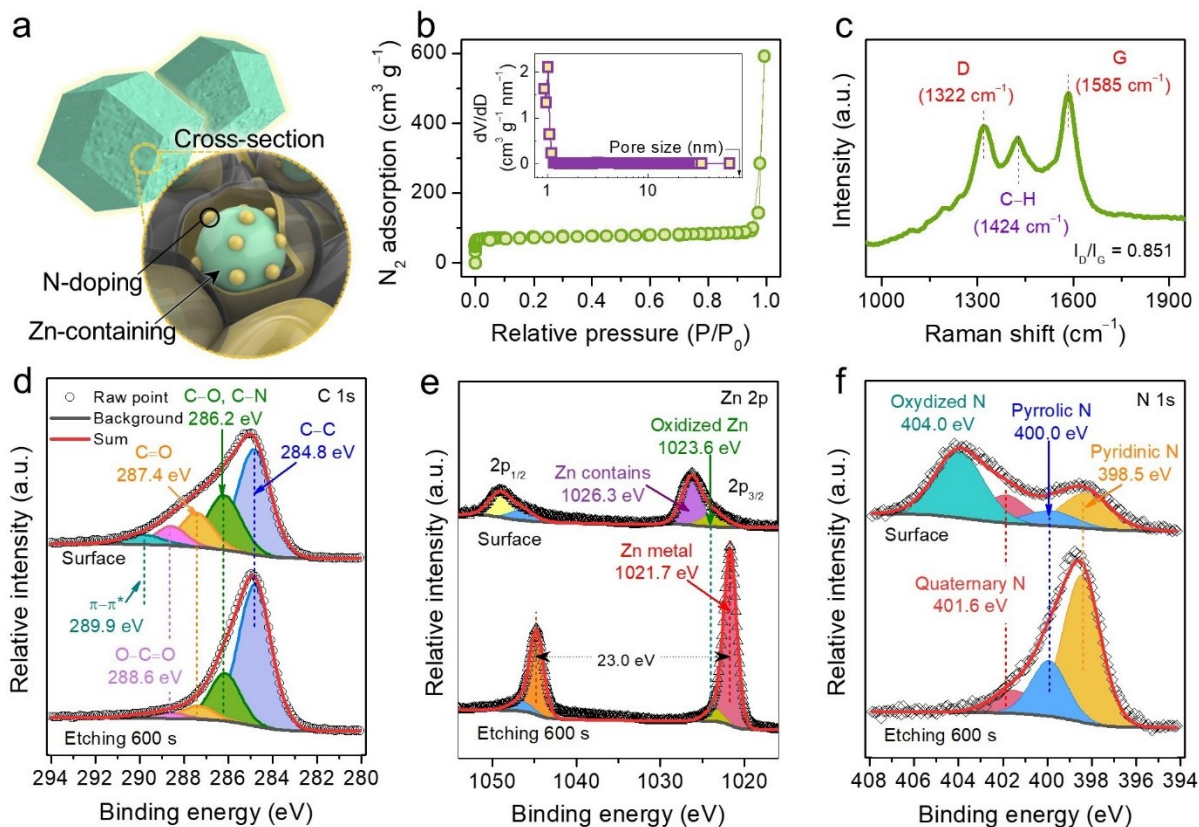 a
Cross-section
N-doping
Zn-containing
b
N₂ adsorption (cm³ g⁻¹)
600
400
200
0
dV/dD
(cm³ g⁻¹ nm⁻¹)
2
1
0
Pore size (nm)
1
10
0.0
0.2
0.4
0.6
0.8
1.0
Relative pressure (P/P₀)
c
Intensity (a.u.)
D
(1322 cm⁻¹)
G
(1585 cm⁻¹)
C–H
(1424 cm⁻¹)
I_D/I_G = 0.851
1000
1300
1600
1900
Raman shift (cm⁻¹)
d
Relative intensity (a.u.)
Raw point
Background
Sum
C 1s
C–O, C–N
286.2 eV
C=O
287.4 eV
C–C
284.8 eV
Surface
π–π*
289.9 eV
O–C=O
288.6 eV
Etching 600 s
294
292
290
288
286
284
282
280
Binding energy (eV)
e
Relative intensity (a.u.)
Zn 2p
Oxidized Zn
1023.6 eV
2p₁/₂
Zn contains
1026.3 eV
2p₃/₂
Surface
Zn metal
1021.7 eV
23.0 eV
Etching 600 s
1050
1040
1030
1020
Binding energy (eV)
f
Relative intensity (a.u.)
N 1s
Oxydized N
404.0 eV
Pyrrolic N
400.0 eV
Pyridinic N
398.5 eV
Surface
Quaternary N
401.6 eV
Etching 600 s
408
406
404
402
400
398
396
394
Binding energy (eV)